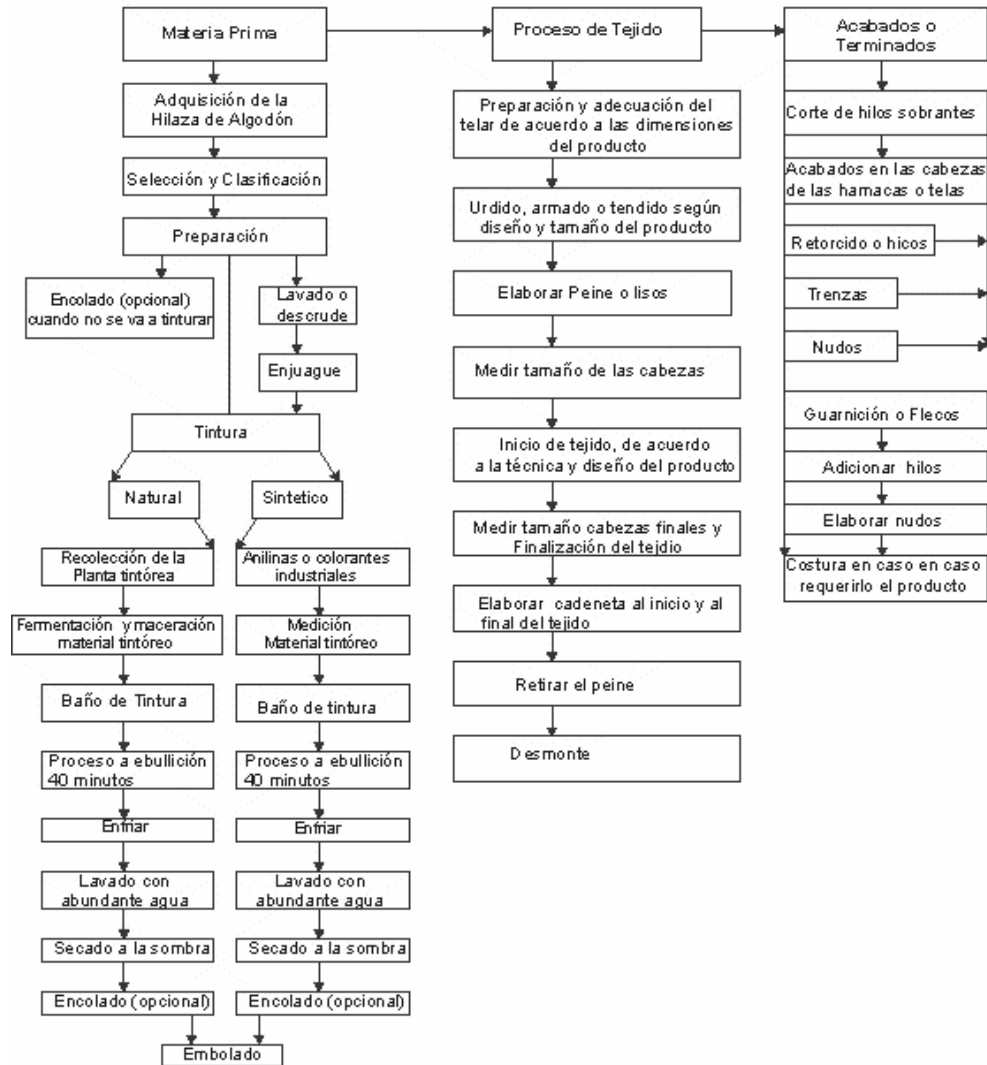 Materia Prima
Adquisición de la
Hilaza de Algodón
Selección y Clasificación
Preparación
Encolado (opcional)
cuando no se va a tinturar
Lavado o
descrude
Enjuague
Tintura
Natural
Recolección de la
Planta tintórea
Fermentación y maceración
material tintóreo
Baño de Tintura
Proceso a ebullición
40 minutos
Enfriar
Lavado con
abundante agua
Secado a la sombra
Encolado (opcional)
Sintetico
Anilinas o colorantes
industriales
Medición
Material tintóreo
Baño de tintura
Proceso a ebullición
40 minutos
Enfriar
Lavado con
abundante agua
Secado a la sombra
Encolado (opcional)
Embolado
Proceso de Tejido
Preparación y adecuación del
telar de acuerdo a las dimensiones
del producto
Urdido, armado o tendido según
diseño y tamaño del producto
Elaborar Peine o lisos
Medir tamaño de las cabezas
Inicio de tejido, de acuerdo
a la técnica y diseño del producto
Medir tamaño cabezas finales y
Finalización del tejdio
Elaborar cadeneta al inicio y al
final del tejido
Retirar el peine
Desmonte
Acabados o
Terminados
Corte de hilos sobrantes
Acabados en las cabezas
de las hamacas o telas
Retorcido o hicos
Trenzas
Nudos
Guarnición o Flecos
Adicionar hilos
Elaborar nudos
Costura en caso en caso
requerirlo el producto